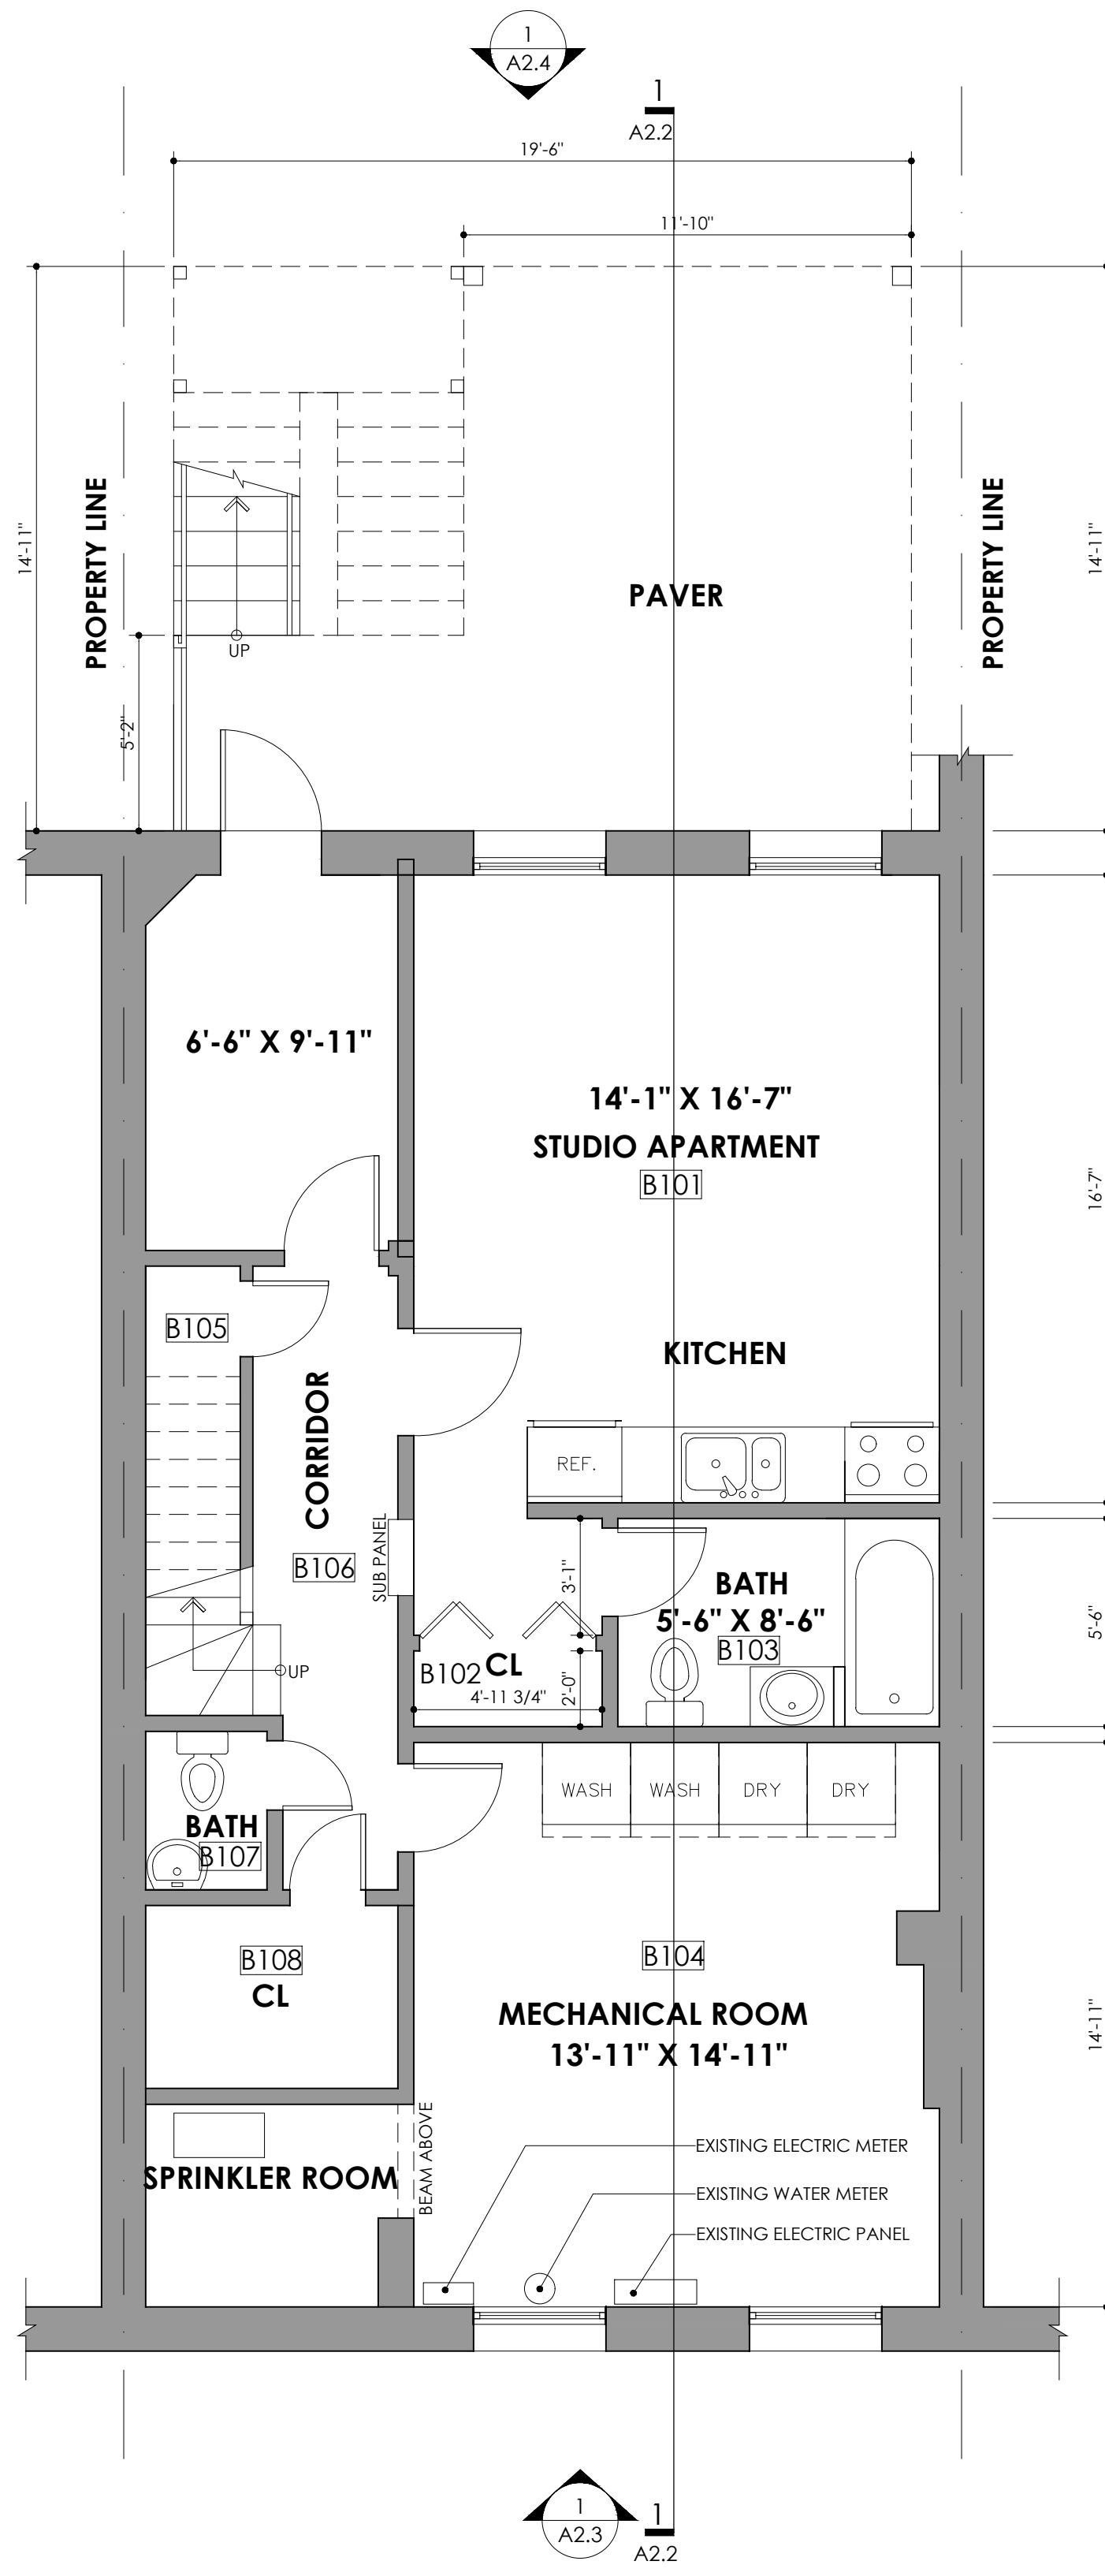 1
A2.4
1
A2.2
19'-6"
11'-10"
14'-11"
PROPERTY LINE
PROPERTY LINE
14'-11"
PAVER
UP
5'-2"
6'-6" X 9'-11"
14'-1" X 16'-7"
STUDIO APARTMENT
B101
16'-7"
B105
KITCHEN
CORRIDOR
REF.
B106
SUB PANEL
3'-1"
BATH
5'-6" X 8'-6"
B103
5'-6"
UP
B102 CL
4'-11 3/4"
2'-0"
WASH
WASH
DRY
DRY
BATH
B107
B108
CL
B104
MECHANICAL ROOM
13'-11" X 14'-11"
14'-11"
BEAM ABOVE
SPRINKLER ROOM
EXISTING ELECTRIC METER
EXISTING WATER METER
EXISTING ELECTRIC PANEL
1
A2.3
1
A2.2